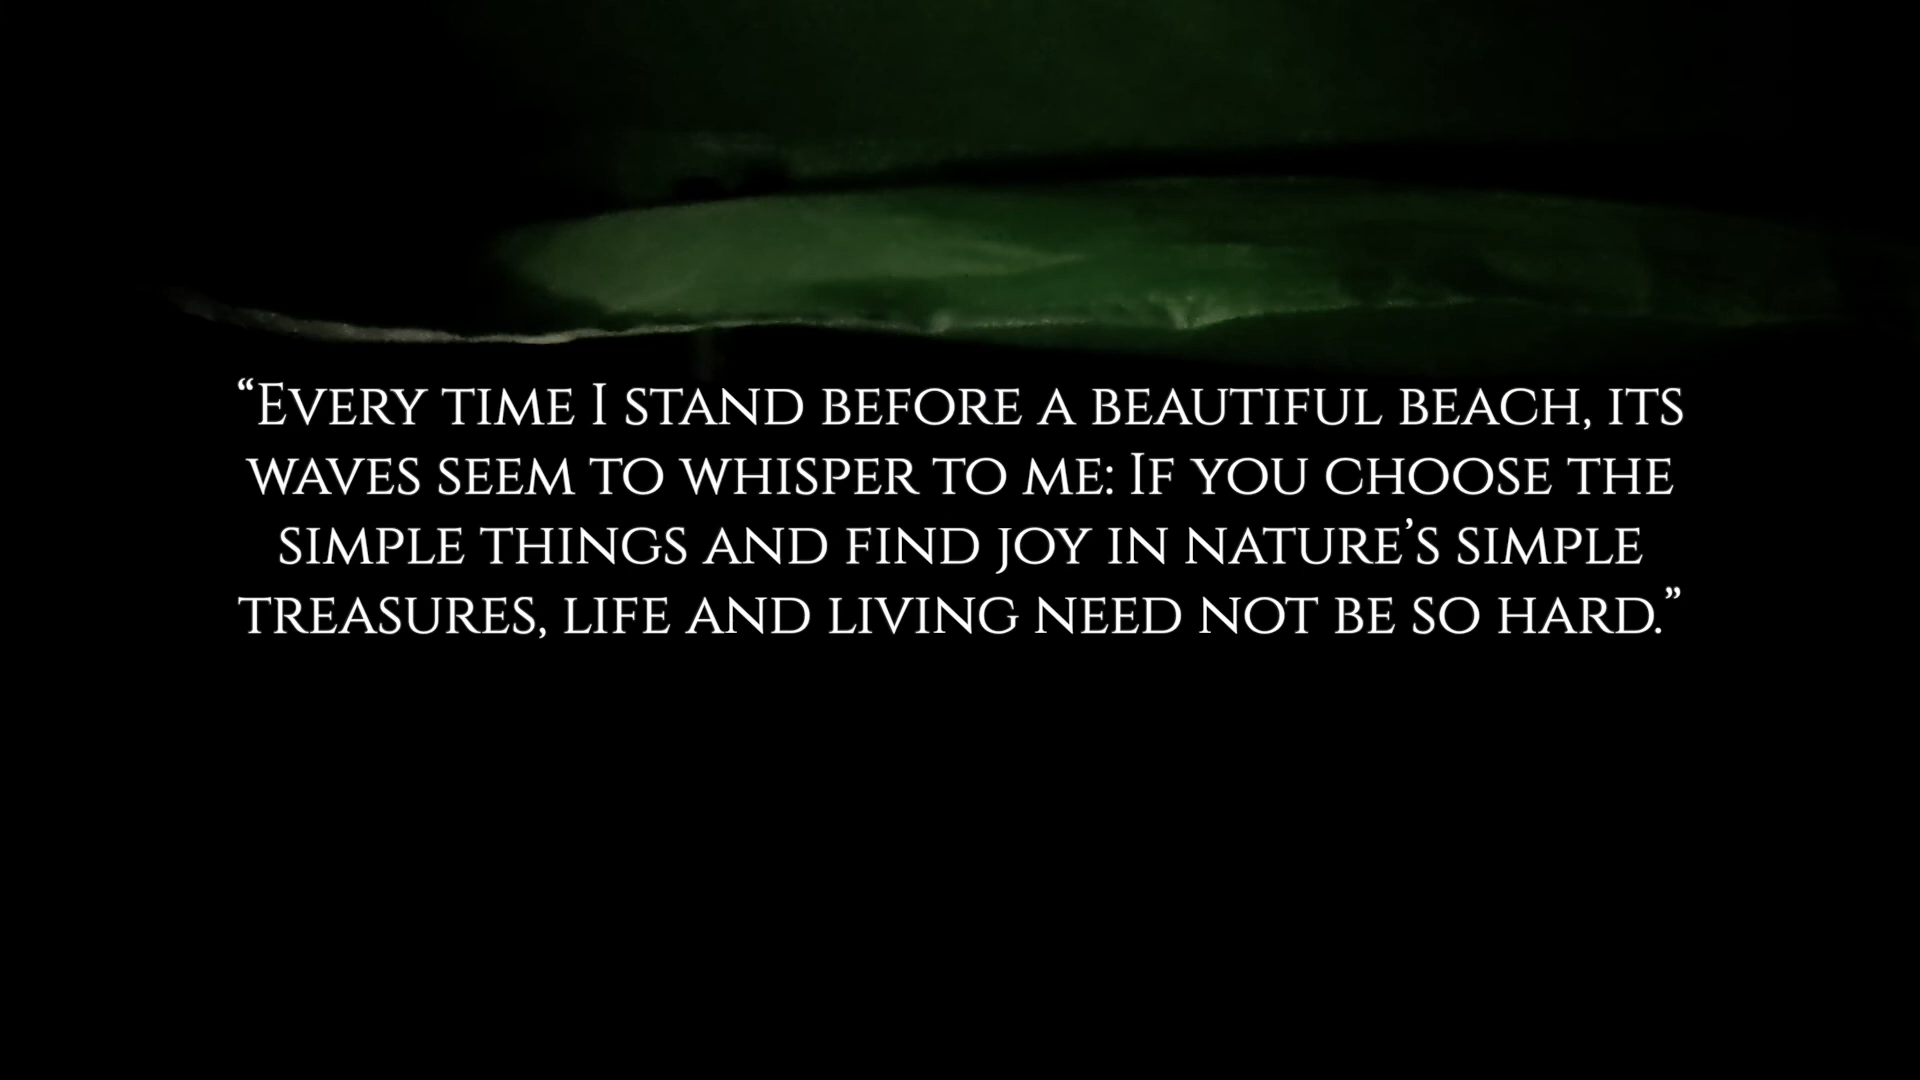 “Every time I stand before a beautiful beach, its
waves seem to whisper to me: If you choose the
simple things and find joy in nature’s simple
treasures, life and living need not be so hard.”